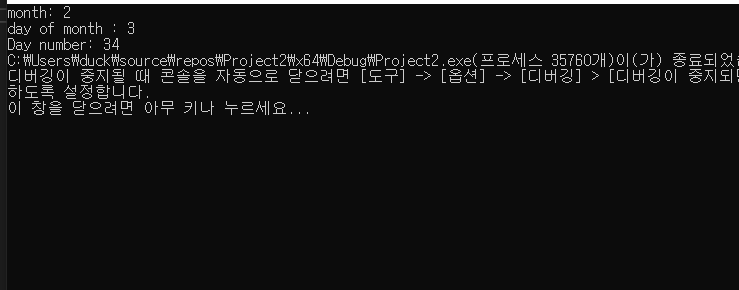 month: 2
day of month : 3
Day number: 34
C:₩Users₩duck₩source₩repos₩Project2₩x64₩Debug₩Project2.exe(프로세스 35760개)이(가) 종료되었
디버깅이 중지될 때 콘솔을 자동으로 닫으려면 [도구] -> [옵션] -> [디버깅] > [디버깅이 중지되면
하도록 설정합니다.
이 창을 닫으려면 아무 키나 누르세요...